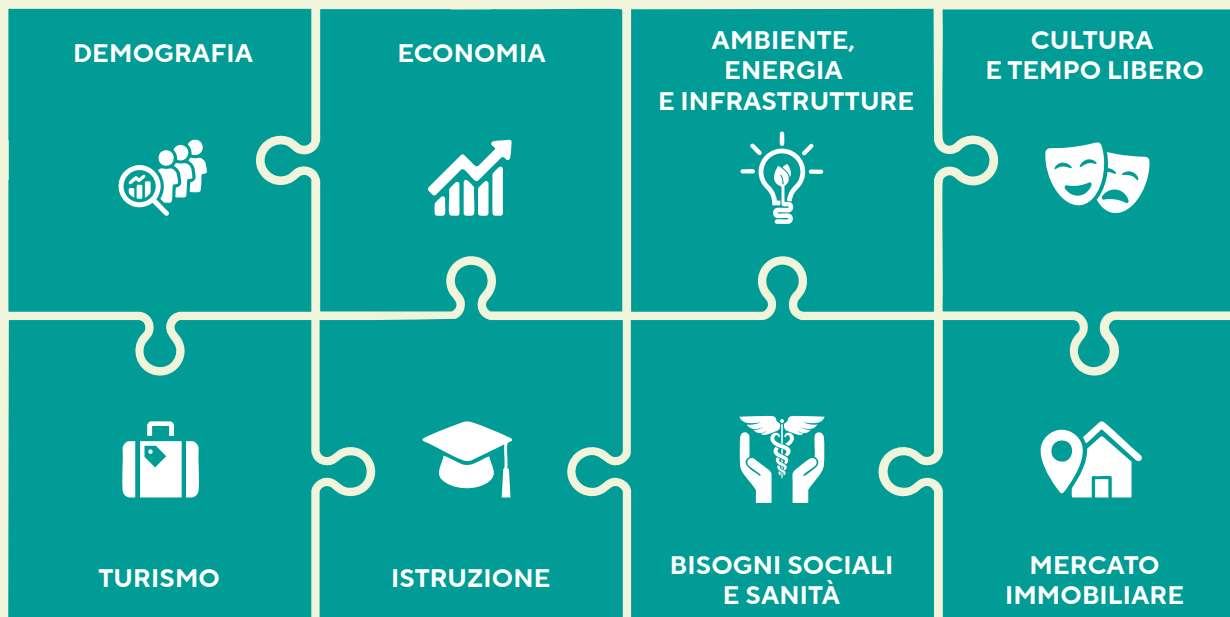 DEMOGRAFIA
ECONOMIA
AMBIENTE,
ENERGIA
E INFRASTRUTTURE
CULTURA
E TEMPO LIBERO
TURISMO
ISTRUZIONE
BISOGNI SOCIALI
E SANITÀ
MERCATO
IMMOBILIARE